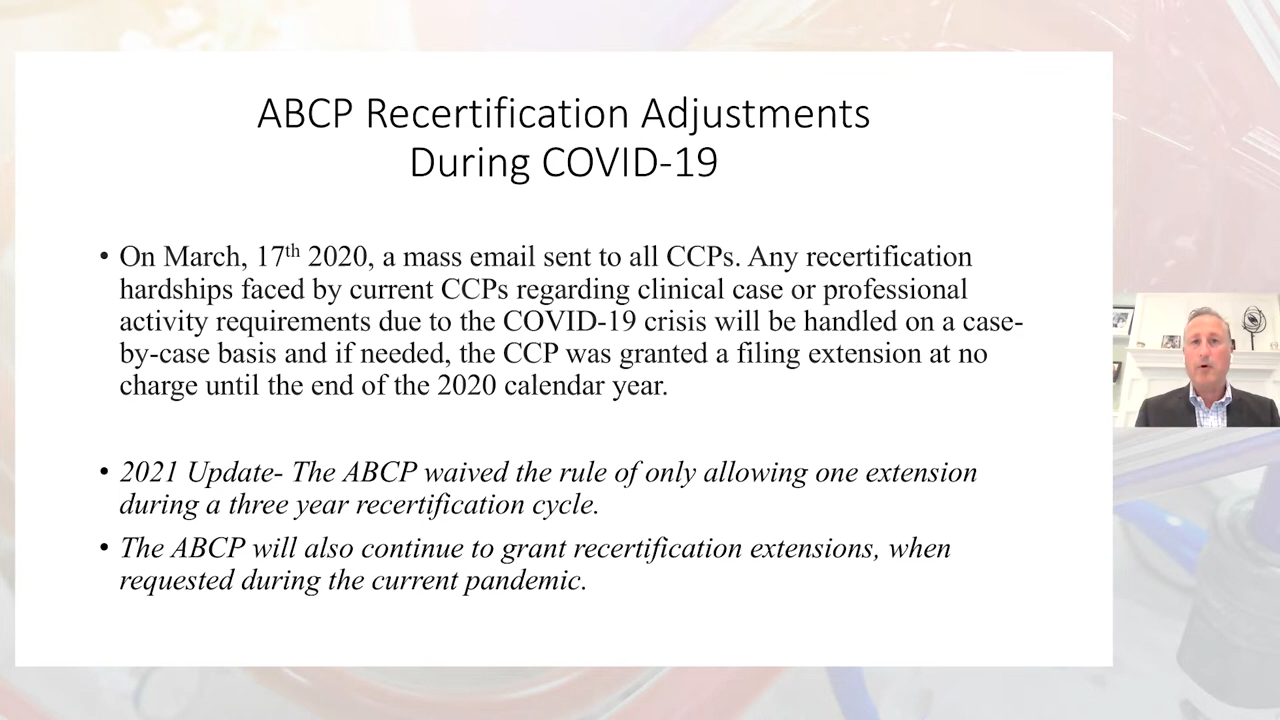 ABCP Recertification Adjustments
During COVID-19
• On March, 17th 2020, a mass email sent to all CCPs. Any recertification
hardships faced by current CCPs regarding clinical case or professional
activity requirements due to the COVID-19 crisis will be handled on a case-
by-case basis and if needed, the CCP was granted a filing extension at no
charge until the end of the 2020 calendar year.
• 2021 Update- The ABCP waived the rule of only allowing one extension
during a three year recertification cycle.
• The ABCP will also continue to grant recertification extensions, when
requested during the current pandemic.